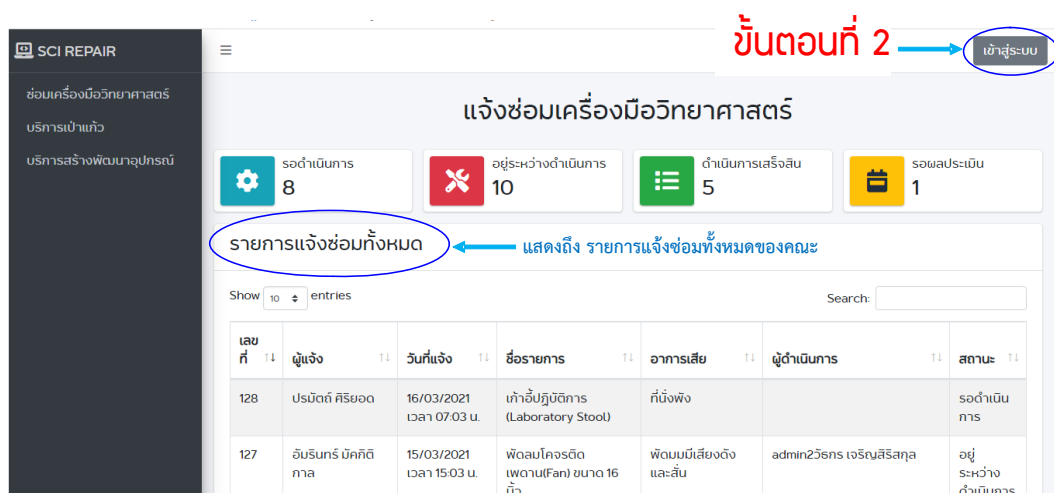 SCI REPAIR
ขั้นตอนที่ 2
เข้าสู่ระบบ
ซ่อมเครื่องมือวิทยาศาสตร์
บริการเป่าแก้ว
บริการสร้างพัฒนาอุปกรณ์
แจ้งซ่อมเครื่องมือวิทยาศาสตร์
รอดำเนินการ
8
อยู่ระหว่างดำเนินการ
10
ดำเนินการเสร็จสิน
5
รอผลประเมิน
1
รายการแจ้งซ่อมทั้งหมด
แสดงถึง รายการแจ้งซ่อมทั้งหมดของคณะ
Show 10 entries
Search:
เลข
ที่ ผู้แจ้ง วันที่แจ้ง ชื่อรายการ อาการเสีย ผู้ดำเนินการ สถานะ
128 ปรมัตถ์ ศิริยอด 16/03/2021 เก้าอี้ปฎิบัติการ ที่นั่งพัง รอดำเนิน
เวลา 07:03 น. (Laboratory Stool) การ
127 อัมรินทร์ มัคกิติ 15/03/2021 พัดลมโคจรติด พัดมมีเสียงดัง admin2วัธกร เจริญสิริสกุล อยู่
กาล เวลา 15:03 น. เพดาน(Fan) ขนาด 16 และสั่น ระหว่าง
นิ้ว ดำเนินการ